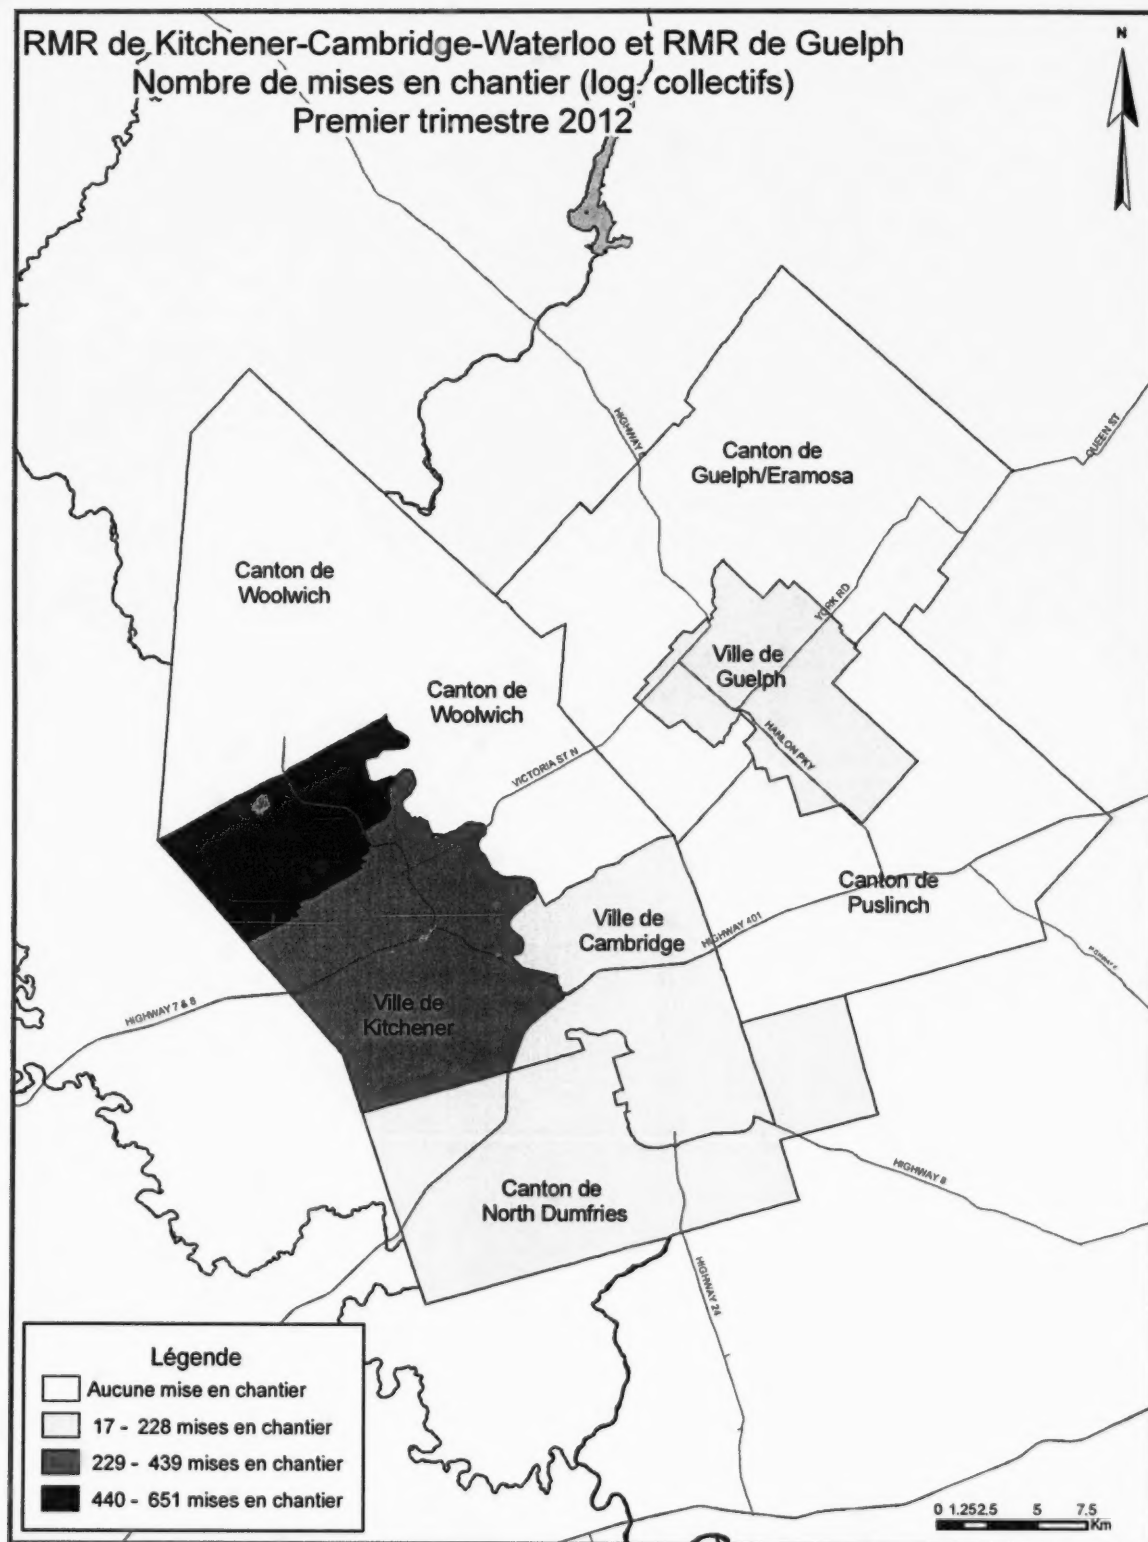 RMR de Kitchener-Cambridge-Waterloo et RMR de Guelph
Nombre de mises en chantier (log. collectifs)
Premier trimestre 2012
N
HIGHWAY
QUEEN ST
Canton de
Guelph/Eramosa
Canton de
Woolwich
YORK RD
Ville de
Guelph
Canton de
Woolwich
HANLON PKY
VICTORIA ST N
Canton de
Puslinch
Ville de
Cambridge
HIGHWAY 401
HIGHWAY
Ville de
Kitchener
HIGHWAY 7 & 8
HIGHWAY 8
Canton de
North Dumfries
HIGHWAY 24
Légende
Aucune mise en chantier
17 - 228 mises en chantier
229 - 439 mises en chantier
440 - 651 mises en chantier
0 1.252.5 5 7.5
Km